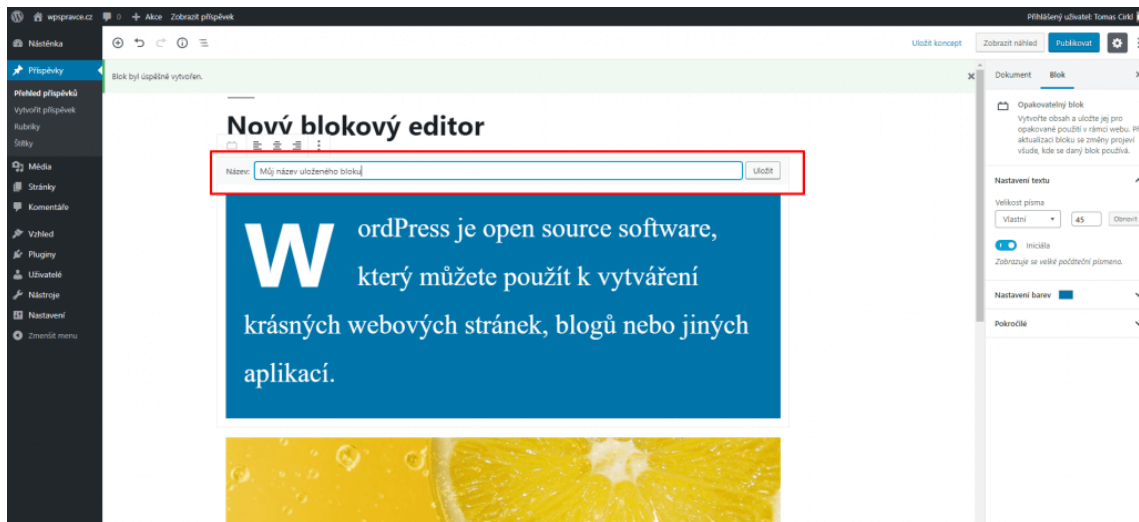 wpspravce.cz 0 + Akce Zobrazit příspěvek
Přihlášený uživatel: Tomas Cirkl
Nástěnka
Příspěvky
Přehled příspěvků
Vytvořit příspěvek
Rubriky
Štítky
Média
Stránky
Komentáře
Vzhled
Pluginy
Uživatelé
Nástroje
Nastavení
Zmenšit menu
Uložit koncept Zobrazit náhled Publikovat
Blok byl úspěšně vytvořen.
Nový blokový editor
Název: Můj název uloženého bloku Uložit
WordPress je open source software,
který můžete použít k vytváření
krásných webových stránek, blogů nebo jiných
aplikací.
Dokument Blok
Opakovatelný blok
Vytvořte obsah a uložte jej pro
opakované použití v rámci webu. Př
aktualizaci bloku se změny projeví
všude, kde se daný blok používá.
Nastavení textu
Velikost písma
Vlastní 45 Obnovit
Iniciála
Zobrazuje se velké počáteční písmeno.
Nastavení barev
Pokročilé